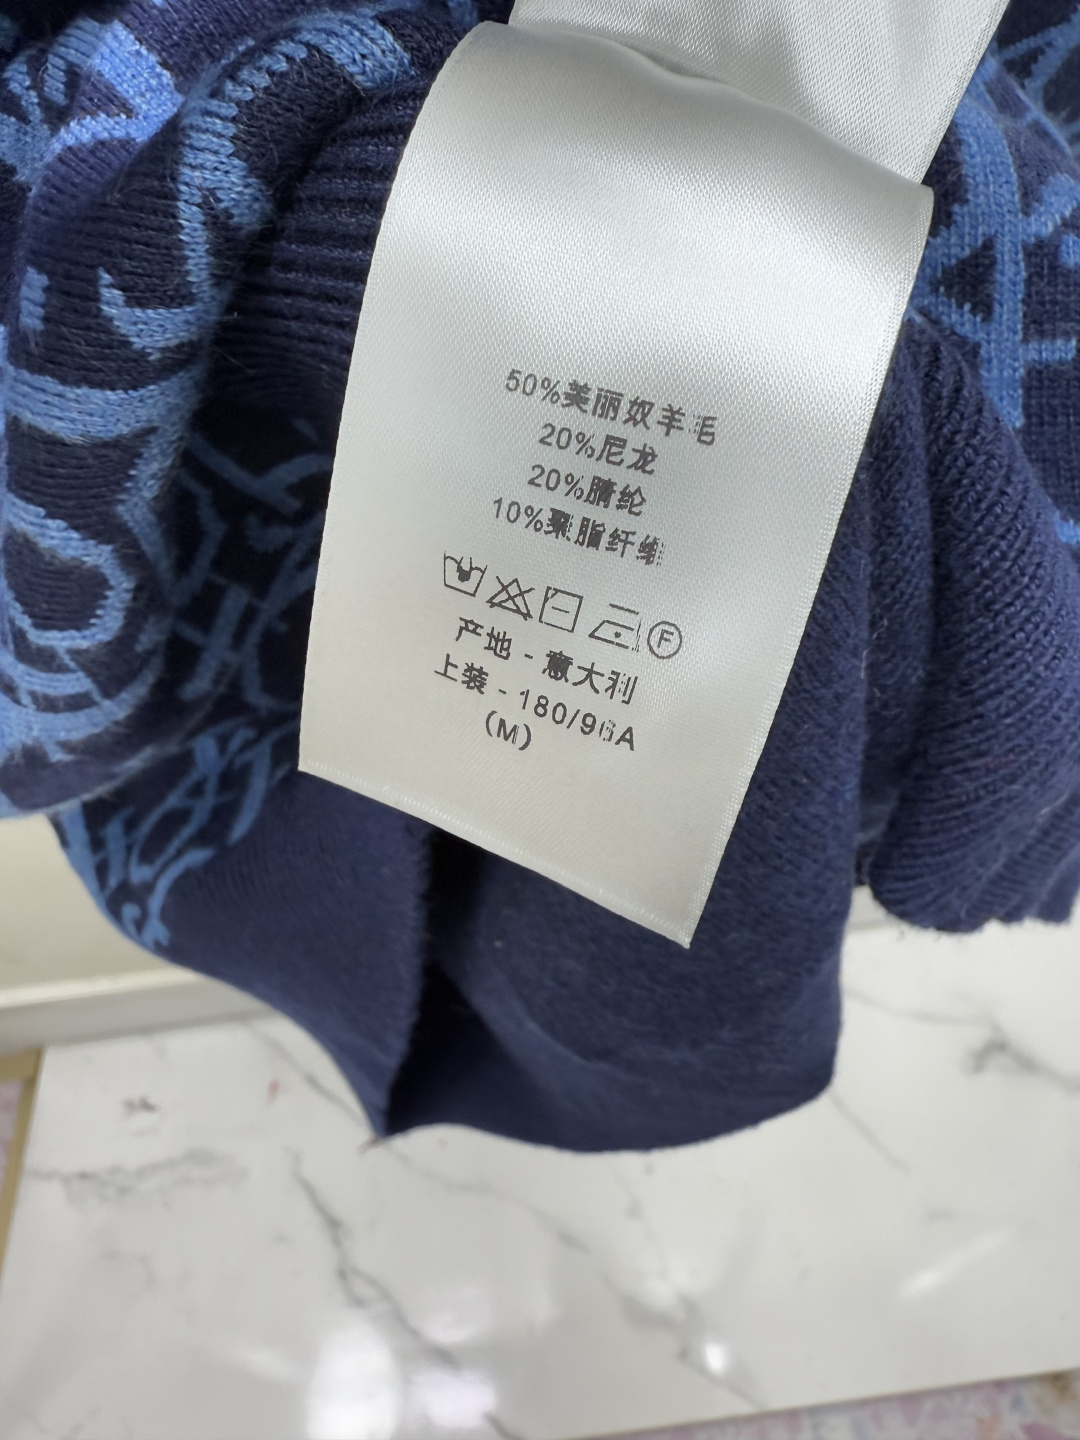 50%美丽奴羊毛
20%尼龙
20%腈纶
10%聚脂纤维
F
产地 - 意大利
上装 - 180/96A
(M)